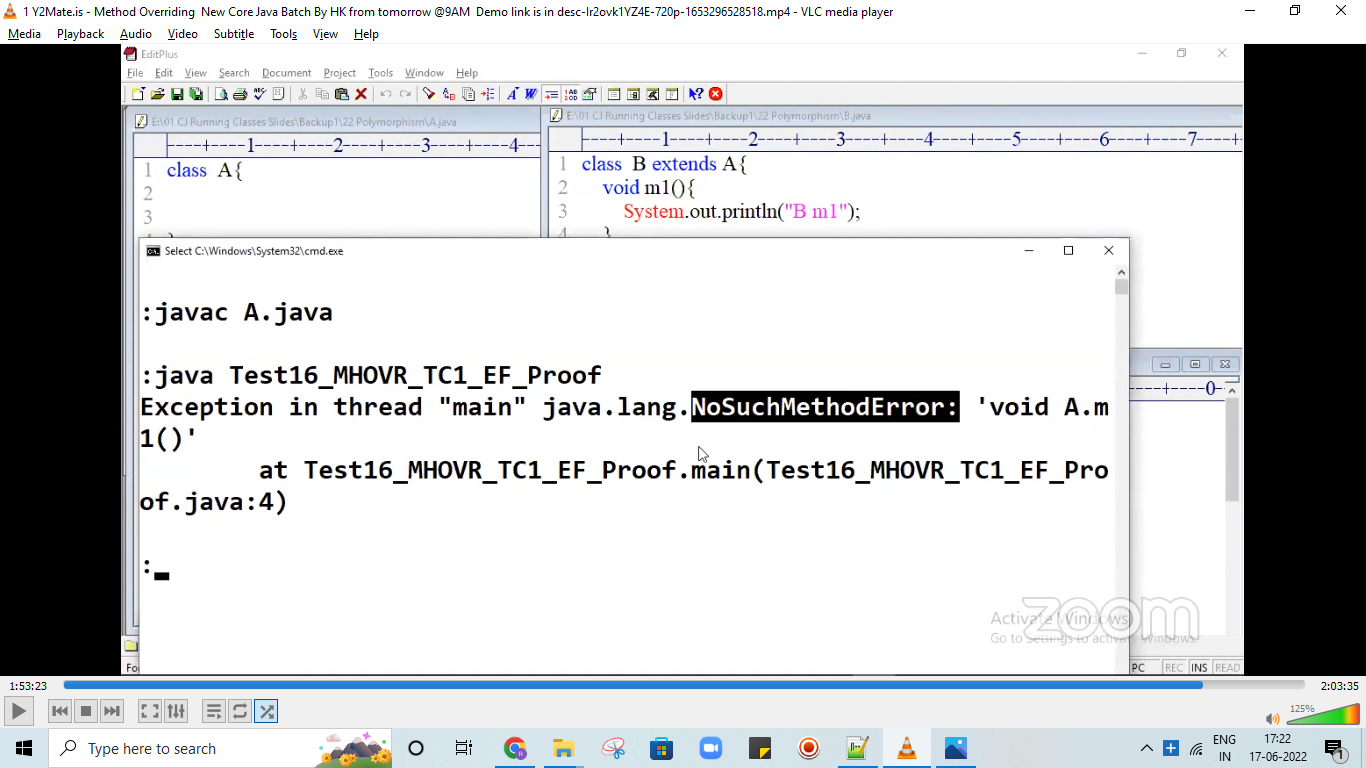 1 Y2Mate.is - Method Overriding  New Core Java Batch By HK from tomorrow @9AM  Demo link is in desc-lr2ovk1YZ4E-720p-1653296528518.mp4 - VLC media player
Media Playback Audio Video Subtitle Tools View Help
EditPlus
File Edit View Search Document Project Tools Window Help
E:\01 CJ Running Classes Slides\Backup1\22 Polymorphism\A.java
E:\01 CJ Running Classes Slides\Backup1\22 Polymorphism\B.java
----+----1----+----2----+----3----+----4-
----+----1----+----2----+----3----+----4----+----5----+----6----+----7--
1 class  A{
2
3
1 class  B extends A{
2 void m1(){
3 System.out.println("B m1");
4 }
Select C:\Windows\System32\cmd.exe
:javac A.java
:java Test16_MHOVR_TC1_EF_Proof
Exception in thread "main" java.lang.NoSuchMethodError: 'void A.m
1()'
at Test16_MHOVR_TC1_EF_Proof.main(Test16_MHOVR_TC1_EF_Pro
of.java:4)
:
----0-
zoom
Activate Windows
Go to Settings to activate Windows.
Fo
PC REC INS READ
1:53:23
2:03:35
125%
Type here to search
ENG
IN
17:22
17-06-2022
1